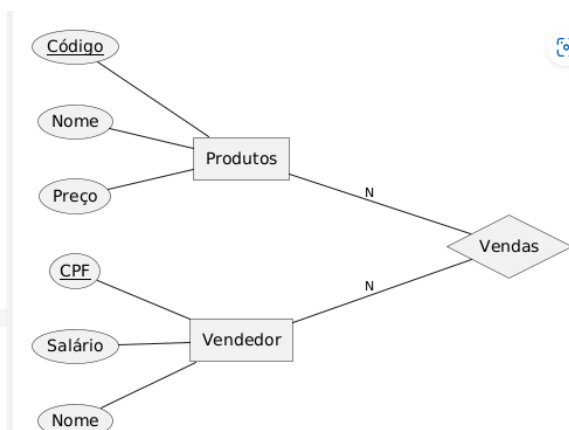 Código
Nome
Produtos
Preço
N
Vendas
CPF
N
Vendedor
Salário
Nome